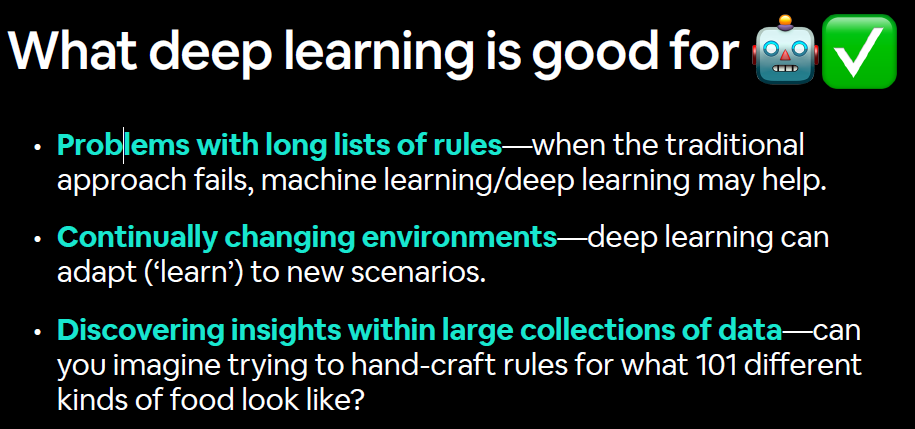 What deep learning is good for 🤖✅
• Problems with long lists of rules—when the traditional
approach fails, machine learning/deep learning may help.
• Continually changing environments—deep learning can
adapt (‘learn’) to new scenarios.
• Discovering insights within large collections of data—can
you imagine trying to hand-craft rules for what 101 different
kinds of food look like?